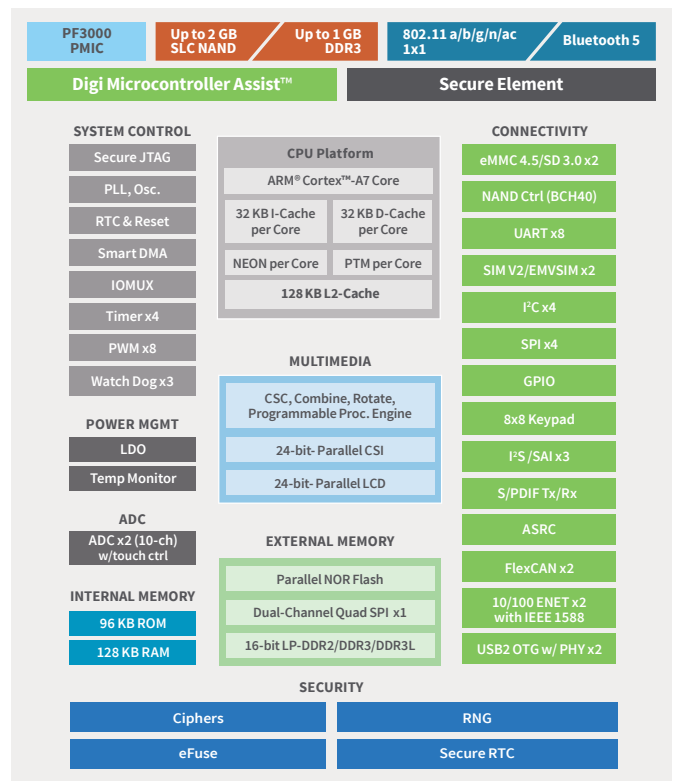 PF3000
PMIC
Up to 2 GB
SLC NAND
Up to 1 GB
DDR3
802.11 a/b/g/n/ac
1x1
Bluetooth 5
Digi Microcontroller Assist™
Secure Element
SYSTEM CONTROL
Secure JTAG
PLL, Osc.
RTC & Reset
Smart DMA
IOMUX
Timer x4
PWM x8
Watch Dog x3
POWER MGMT
LDO
Temp Monitor
ADC
ADC x2 (10-ch)
w/touch ctrl
INTERNAL MEMORY
96 KB ROM
128 KB RAM
CPU Platform
ARM® Cortex™-A7 Core
32 KB I-Cache
per Core
32 KB D-Cache
per Core
NEON per Core
PTM per Core
128 KB L2-Cache
MULTIMEDIA
CSC, Combine, Rotate,
Programmable Proc. Engine
24-bit- Parallel CSI
24-bit- Parallel LCD
EXTERNAL MEMORY
Parallel NOR Flash
Dual-Channel Quad SPI x1
16-bit LP-DDR2/DDR3/DDR3L
CONNECTIVITY
eMMC 4.5/SD 3.0 x2
NAND Ctrl (BCH40)
UART x8
SIM V2/EMVSIM x2
I²C x4
SPI x4
GPIO
8x8 Keypad
I²S /SAI x3
S/PDIF Tx/Rx
ASRC
FlexCAN x2
10/100 ENET x2
with IEEE 1588
USB2 OTG w/ PHY x2
SECURITY
Ciphers
RNG
eFuse
Secure RTC